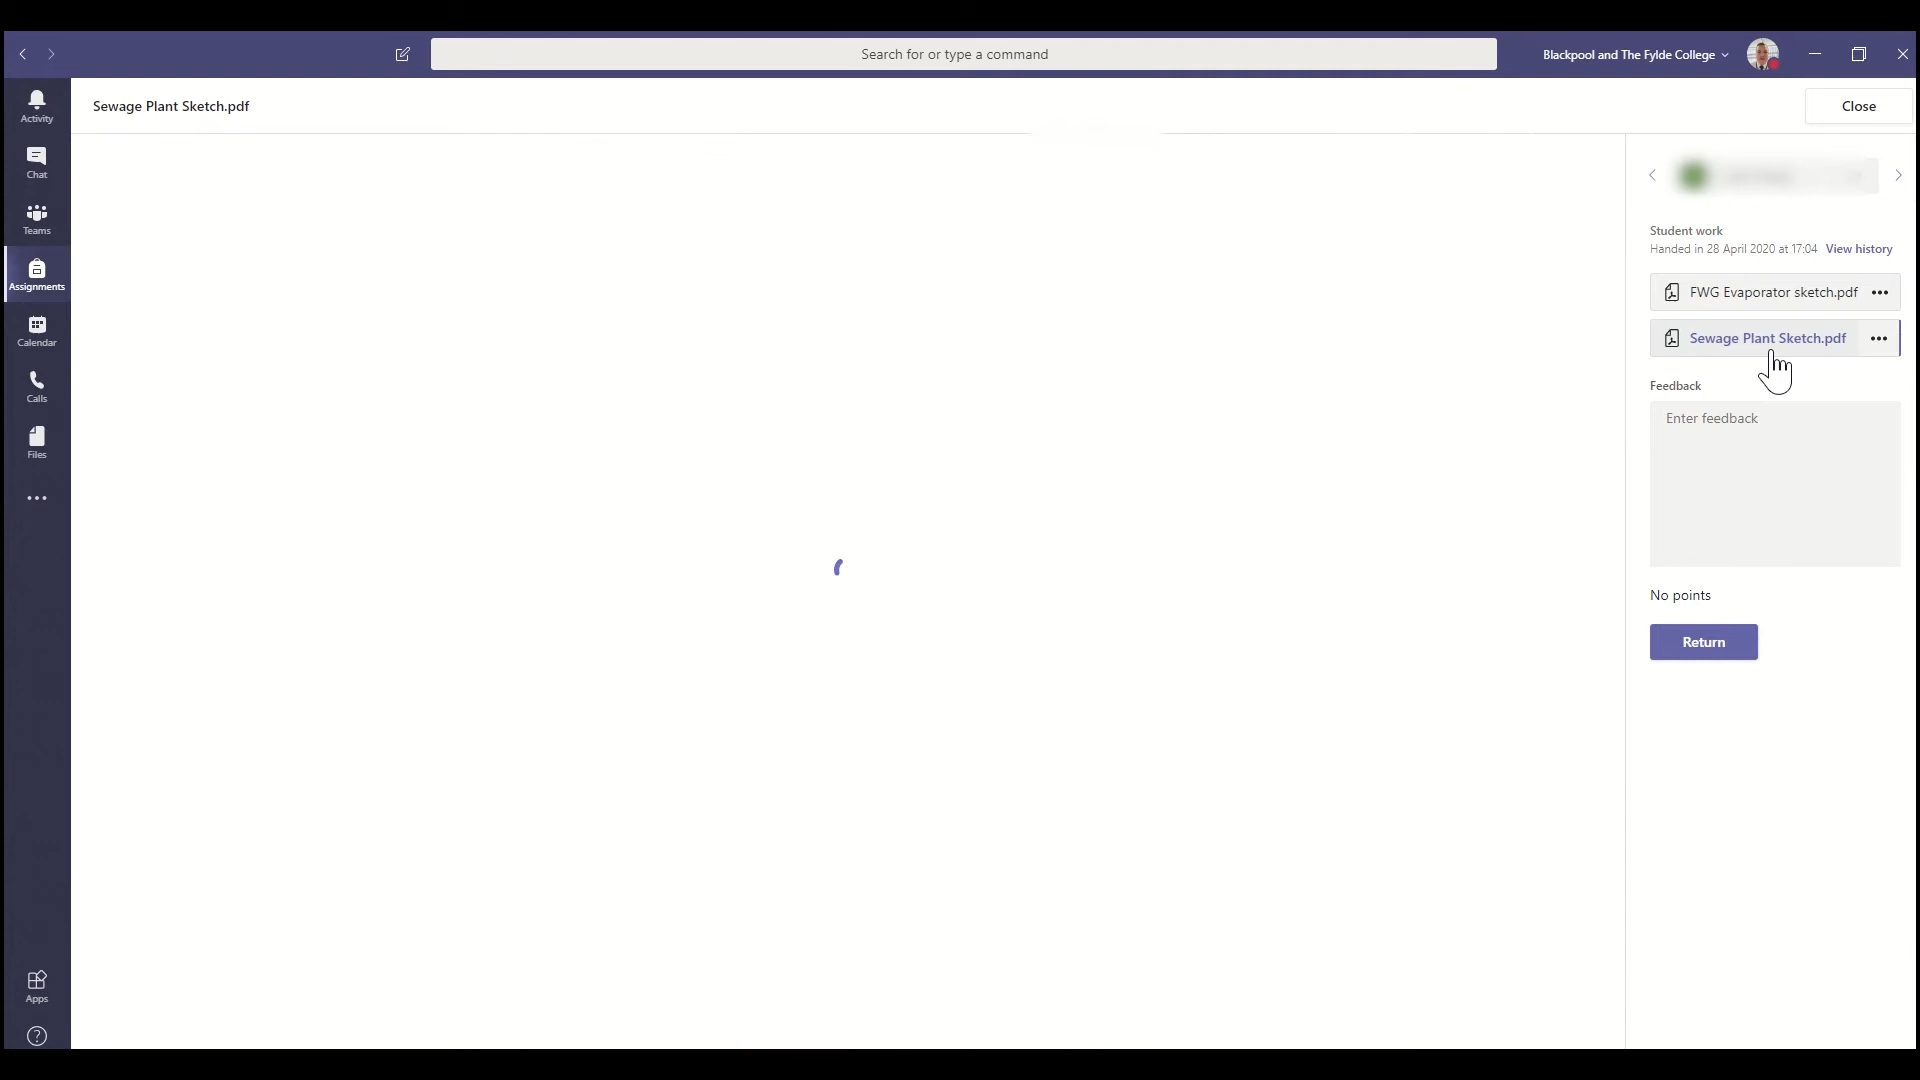 Search for or type a command
Blackpool and The Fylde College
Activity
Chat
Teams
Assignments
Calendar
Calls
Files
Apps
Sewage Plant Sketch.pdf
Close
Student work
Handed in 28 April 2020 at 17:04 View history
FWG Evaporator sketch.pdf
Sewage Plant Sketch.pdf
Feedback
Enter feedback
No points
Return